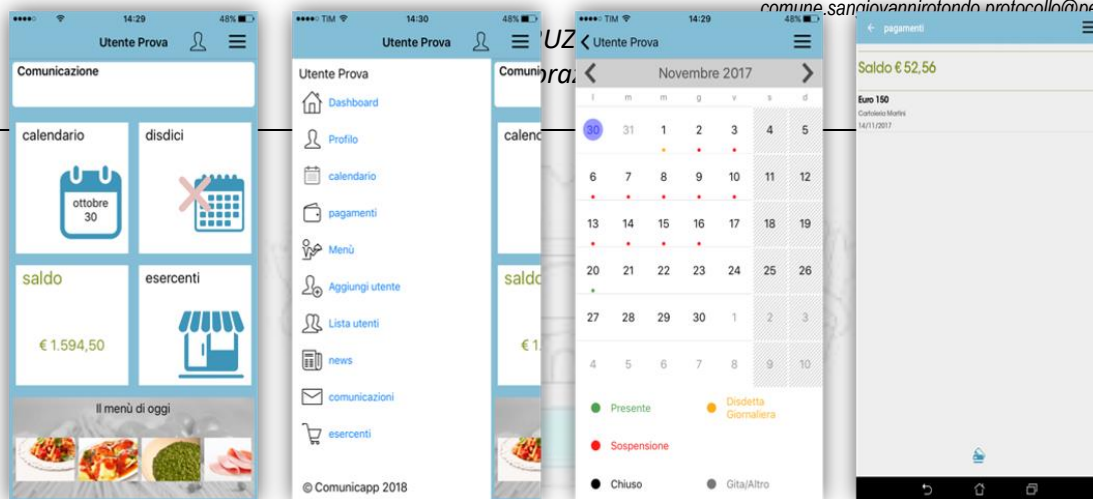 comune.sangiovannirotondo.protocollo@pe
14:29
48%
Utente Prova
Comunicazione
calendario
disdici
ottobre
30
saldo
esercenti
€ 1.594,50
Il menù di oggi
TIM
14:30
48%
Utente Prova
Utente Prova
Dashboard
Profilo
calendario
pagamenti
Menù
Aggiungi utente
Lista utenti
news
comunicazioni
esercenti
© Comunicapp 2018
Comuni
calend
saldo
€ 1.
UZ
oraz
TIM
14:29
48%
Utente Prova
Novembre 2017
l m m g v s d
30 31 1 2 3 4 5
6 7 8 9 10 11 12
13 14 15 16 17 18 19
20 21 22 23 24 25 26
27 28 29 30 1 2 3
4 5 6 7 8 9 10
Presente
Disdetta
Giornaliera
Sospensione
Chiuso
Gita/Altro
pagamenti
Saldo € 52,56
Euro 150
Cartoleria Martini
14/11/2017